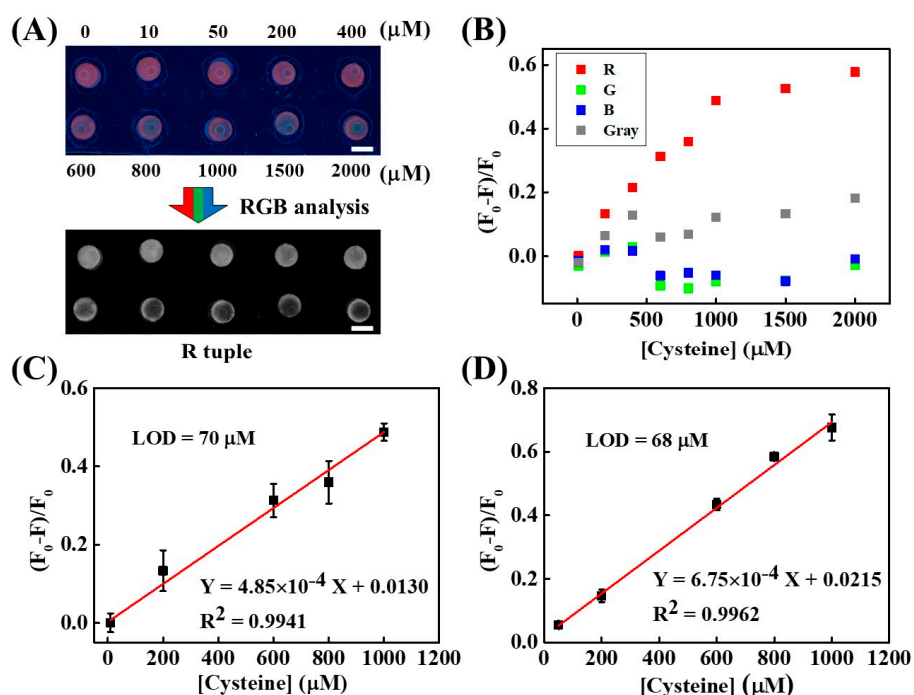 (A)
0 10 50 200 400 (μM)
600 800 1000 1500 2000 (μM)
RGB analysis
R tuple
(B)
R
G
B
Gray
0.6
0.4
0.2
0.0
(F0-F)/F0
0 500 1000 1500 2000
[Cysteine] (μM)
(C)
0.6
0.4
0.2
0.0
(F0-F)/F0
LOD = 70 μM
Y = 4.85×10⁻⁴ X + 0.0130
R² = 0.9941
0 200 400 600 800 1000 1200
[Cysteine] (μM)
(D)
0.8
0.6
0.4
0.2
0.0
(F0-F)/F0
LOD = 68 μM
Y = 6.75×10⁻⁴ X + 0.0215
R² = 0.9962
0 200 400 600 800 1000 1200
[Cysteine] (μM)